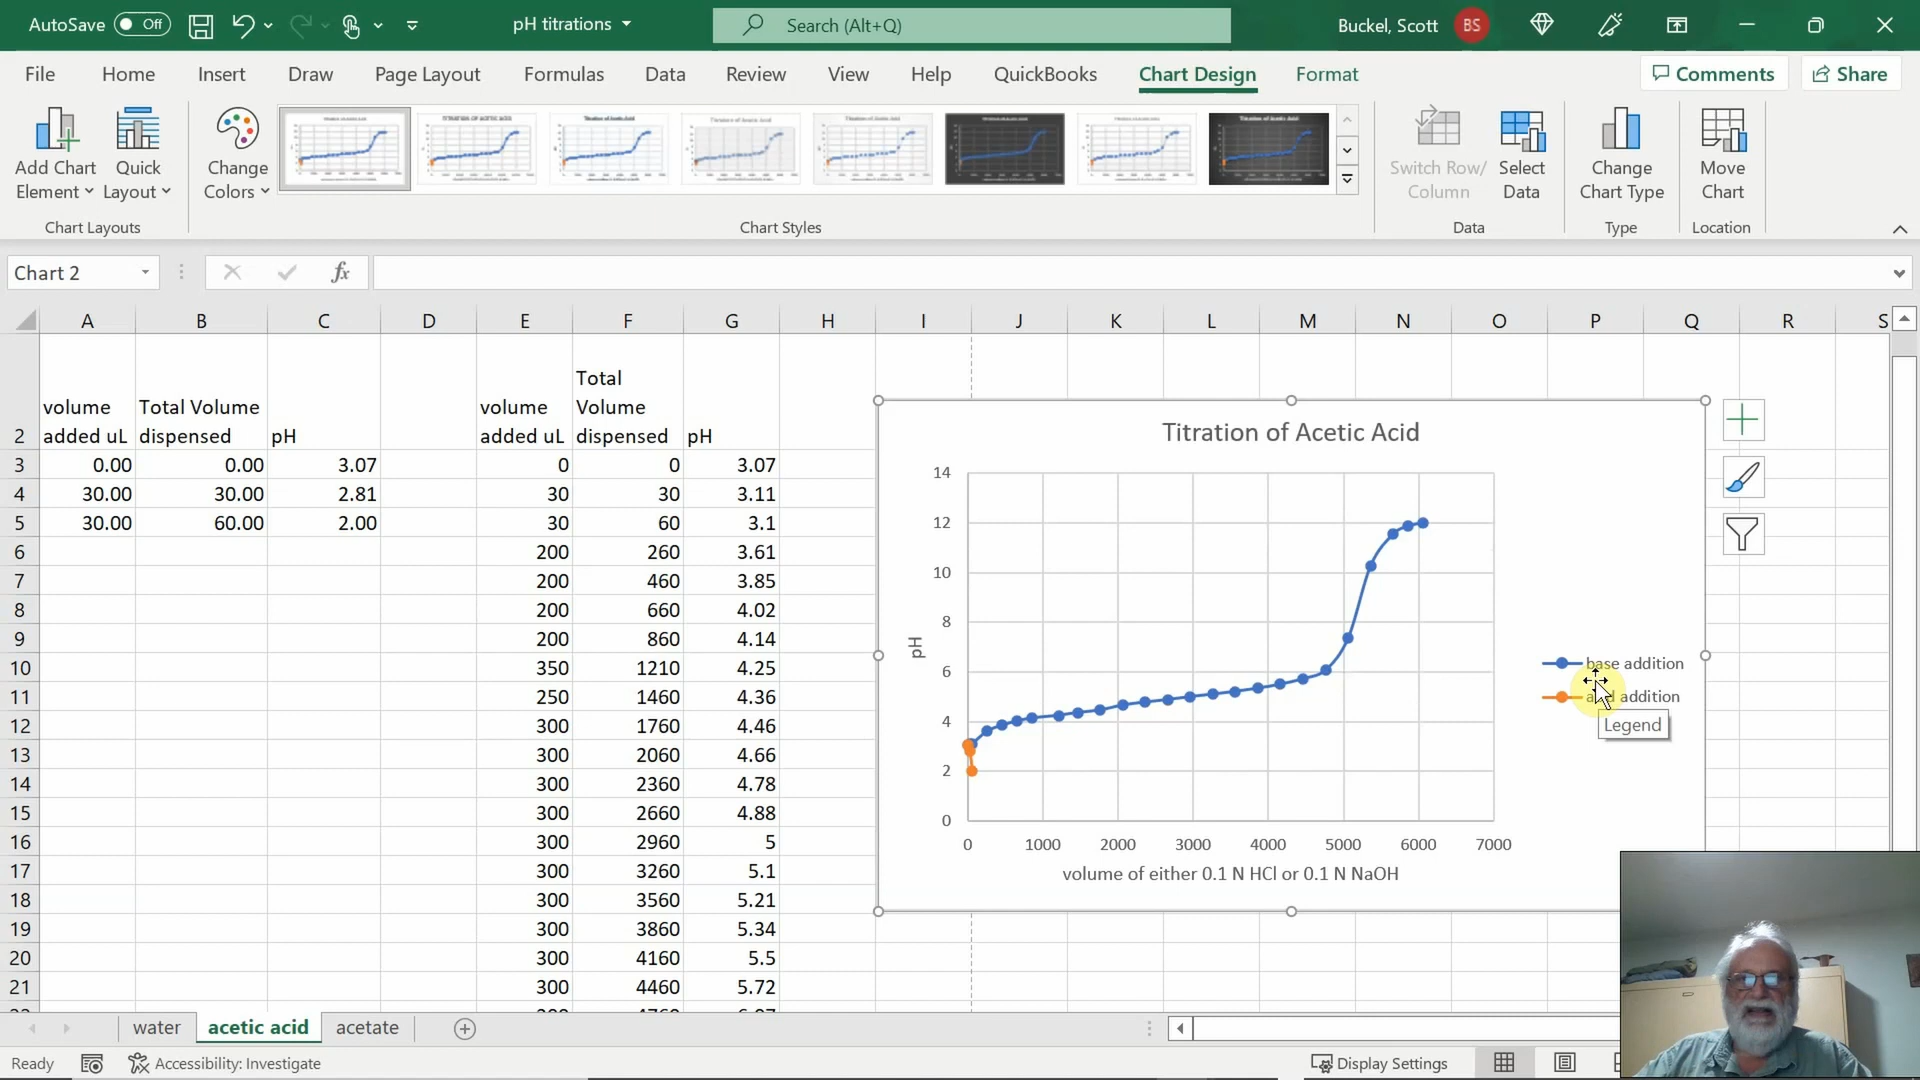 AutoSave Off pH titrations Search (Alt+Q) Buckel, Scott BS
File Home Insert Draw Page Layout Formulas Data Review View Help QuickBooks Chart Design Format Comments Share
Add Chart Element
Quick Layout
Change Colors
Switch Row/ Column
Select Data
Change Chart Type
Move Chart
Chart Layouts Chart Styles Data Type Location
Chart 2 fx
A B C D E F G H I J K L M N O P Q R S
2 volume added uL Total Volume dispensed pH volume added uL Total Volume dispensed pH
3 0.00 0.00 3.07 0 0 3.07
4 30.00 30.00 2.81 30 30 3.11
5 30.00 60.00 2.00 30 60 3.1
6 200 260 3.61
7 200 460 3.85
8 200 660 4.02
9 200 860 4.14
10 350 1210 4.25
11 250 1460 4.36
12 300 1760 4.46
13 300 2060 4.66
14 300 2360 4.78
15 300 2660 4.88
16 300 2960 5
17 300 3260 5.1
18 300 3560 5.21
19 300 3860 5.34
20 300 4160 5.5
21 300 4460 5.72
Titration of Acetic Acid
14
12
10
8
6
4
2
0
pH
0 1000 2000 3000 4000 5000 6000 7000
volume of either 0.1 N HCl or 0.1 N NaOH
base addition
addition
Legend
water acetic acid acetate
Ready Accessibility: Investigate Display Settings